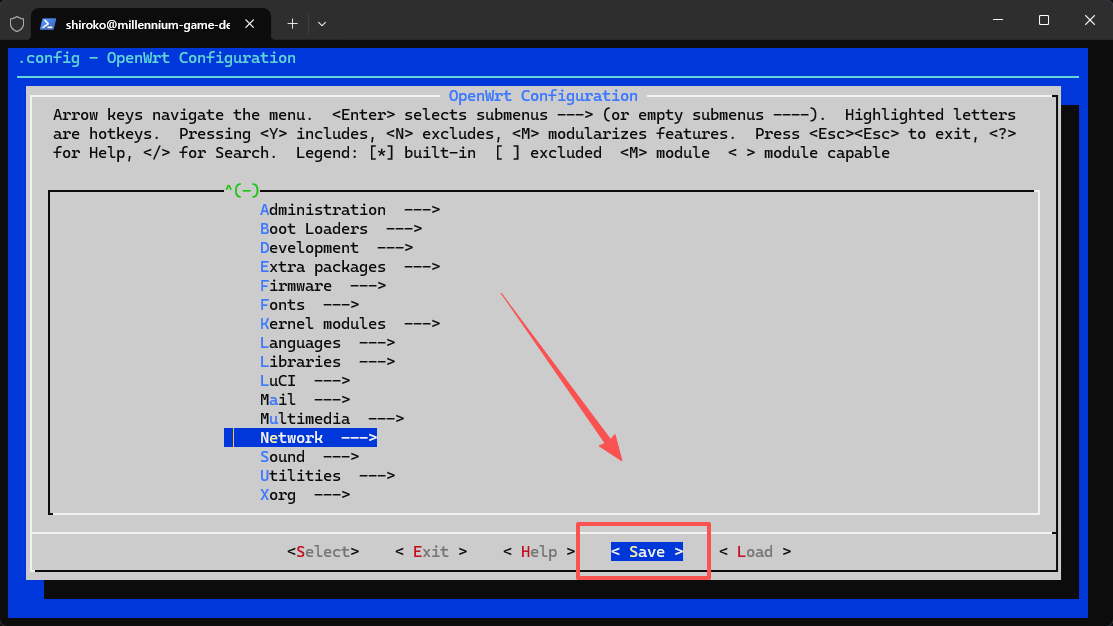 shiroko@millennium-game-de
.config - OpenWrt Configuration
OpenWrt Configuration
Arrow keys navigate the menu.  <Enter> selects submenus ---> (or empty submenus ----).  Highlighted letters
are hotkeys.  Pressing <Y> includes, <N> excludes, <M> modularizes features.  Press <Esc><Esc> to exit, <?>
for Help, </> for Search.  Legend: [*] built-in  [ ] excluded  <M> module  < > module capable
^(-)
Administration  --->
Boot Loaders  --->
Development  --->
Extra packages  --->
Firmware  --->
Fonts  --->
Kernel modules  --->
Languages  --->
Libraries  --->
LuCI  --->
Mail  --->
Multimedia  --->
Network  --->
Sound  --->
Utilities  --->
Xorg  --->
<Select>    < Exit >    < Help >    < Save >    < Load >